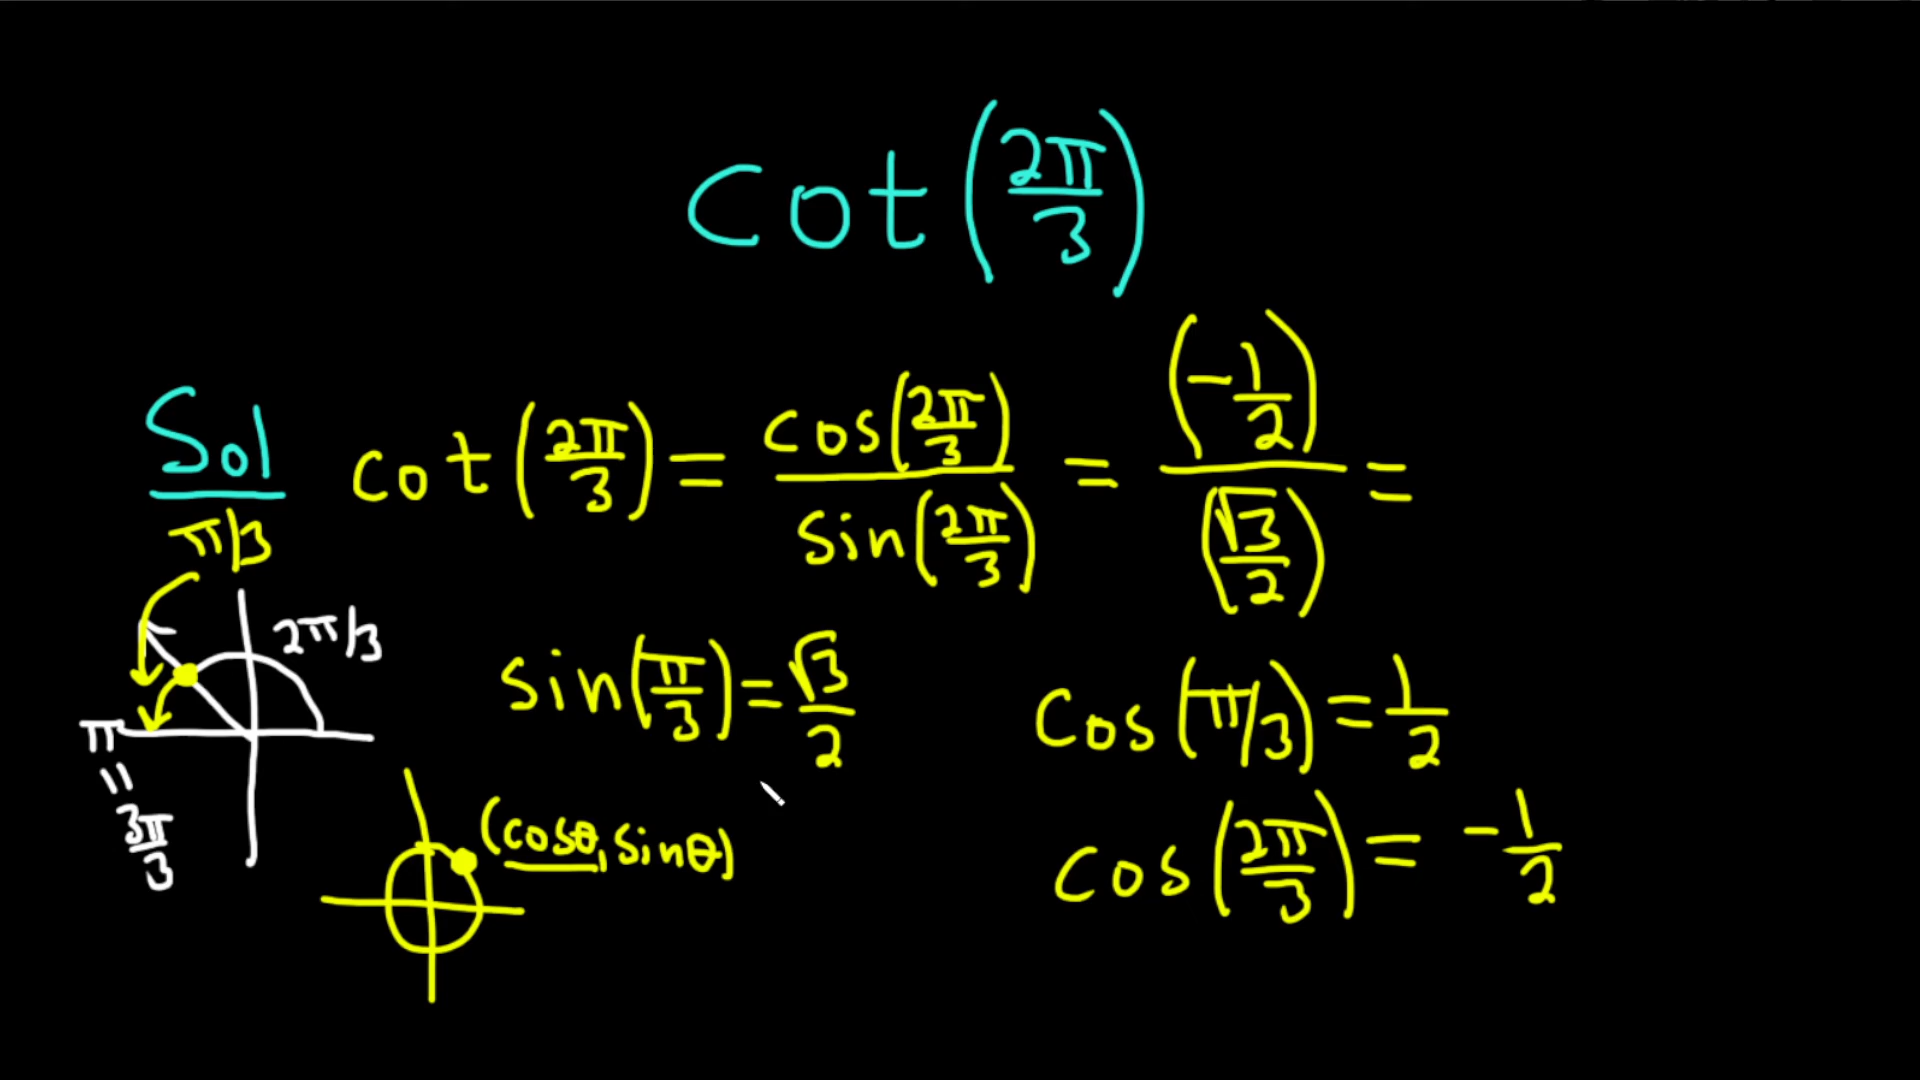 cot(2π/3)
Sol cot(2π/3) = cos(2π/3)/sin(2π/3) = (-1/2)/(√3/2) =
π/3
2π/3
sin(π/3) = √3/2
cos(π/3) = 1/2
π
=
3π/3
(cosθ, sinθ)
cos(2π/3) = -1/2